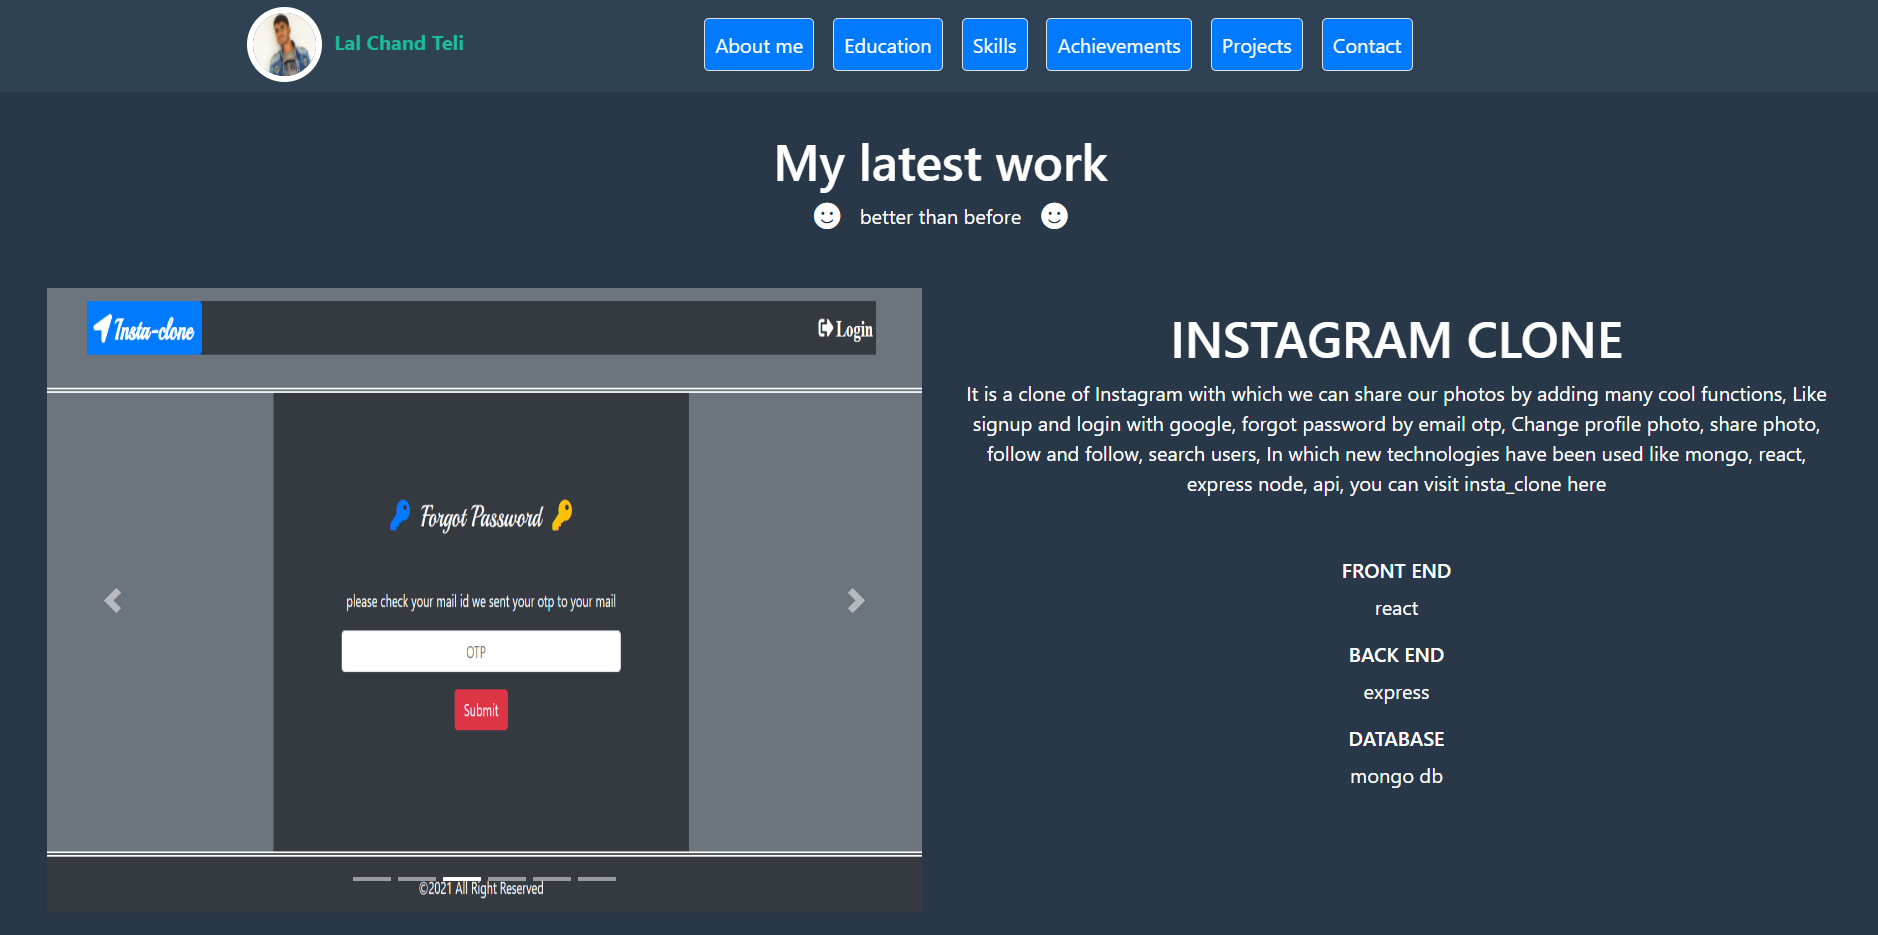 Lal Chand Teli
About me
Education
Skills
Achievements
Projects
Contact
My latest work
better than before
Insta-clone
Login
Forgot Password
please check your mail id we sent your otp to your mail
OTP
Submit
©2021 All Right Reserved
INSTAGRAM CLONE
It is a clone of Instagram with which we can share our photos by adding many cool functions, Like
signup and login with google, forgot password by email otp, Change profile photo, share photo,
follow and follow, search users, In which new technologies have been used like mongo, react,
express node, api, you can visit insta_clone here
FRONT END
react
BACK END
express
DATABASE
mongo db